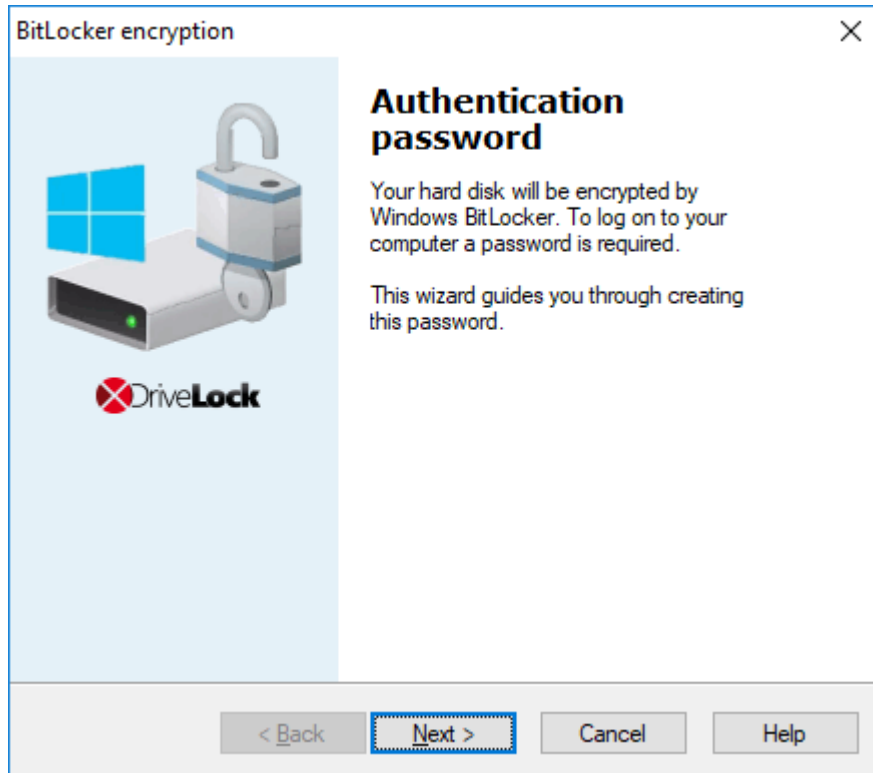 BitLocker encryption
Authentication
password
Your hard disk will be encrypted by
Windows BitLocker. To log on to your
computer a password is required.
This wizard guides you through creating
this password.
DriveLock
< Back
Next >
Cancel
Help